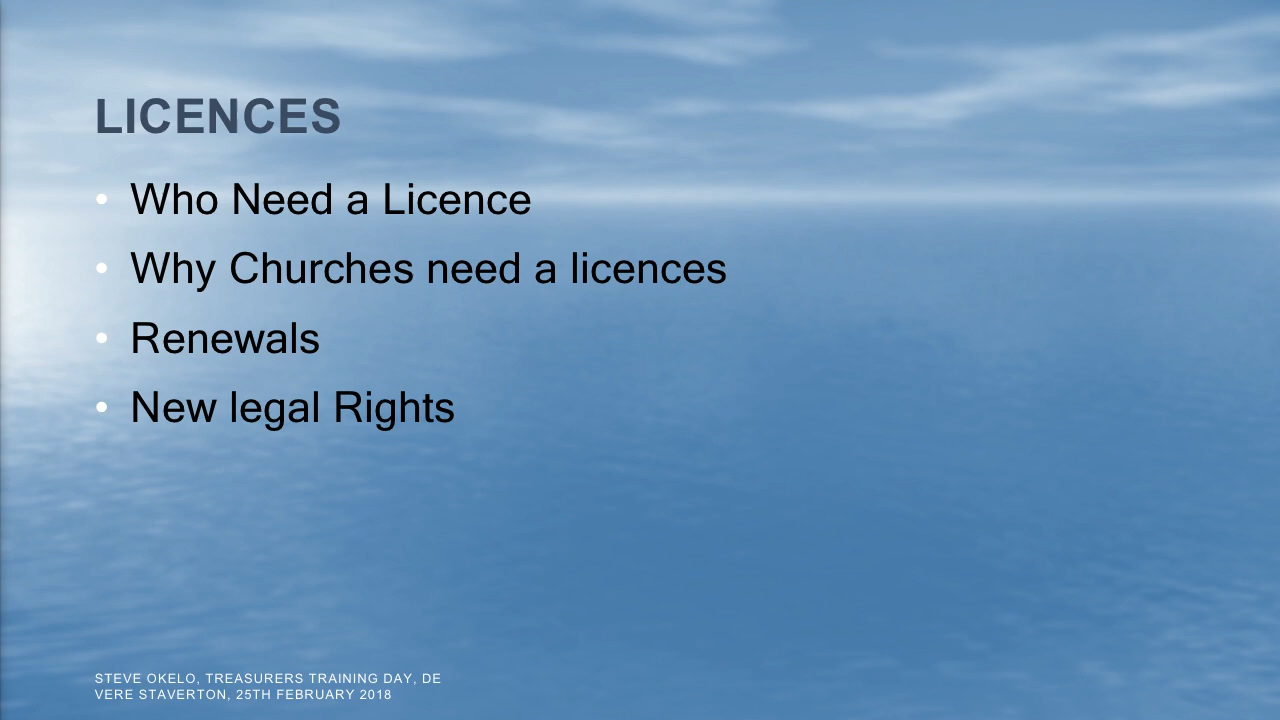 LICENCES
• Who Need a Licence
• Why Churches need a licences
• Renewals
• New legal Rights
STEVE OKELO, TREASURERS TRAINING DAY, DE
VERE STAVERTON, 25TH FEBRUARY 2018